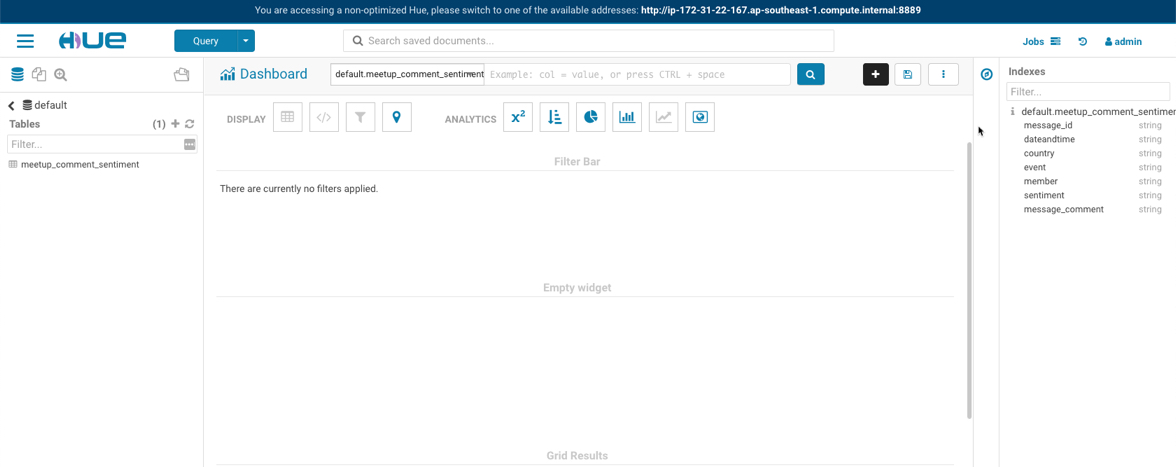 You are accessing a non-optimized Hue, please switch to one of the available addresses: http://ip-172-31-22-167.ap-southeast-1.compute.internal:8889
HUE
Query
Search saved documents...
Jobs
admin
Dashboard
default.meetup_comment_sentiment
Example: col = value, or press CTRL + space
Indexes
Filter...
default
Tables
(1)
Filter...
meetup_comment_sentiment
DISPLAY
ANALYTICS
x²
Filter Bar
There are currently no filters applied.
Empty widget
Grid Results
default.meetup_comment_sentimer
message_id string
dateandtime string
country string
event string
member string
sentiment string
message_comment string